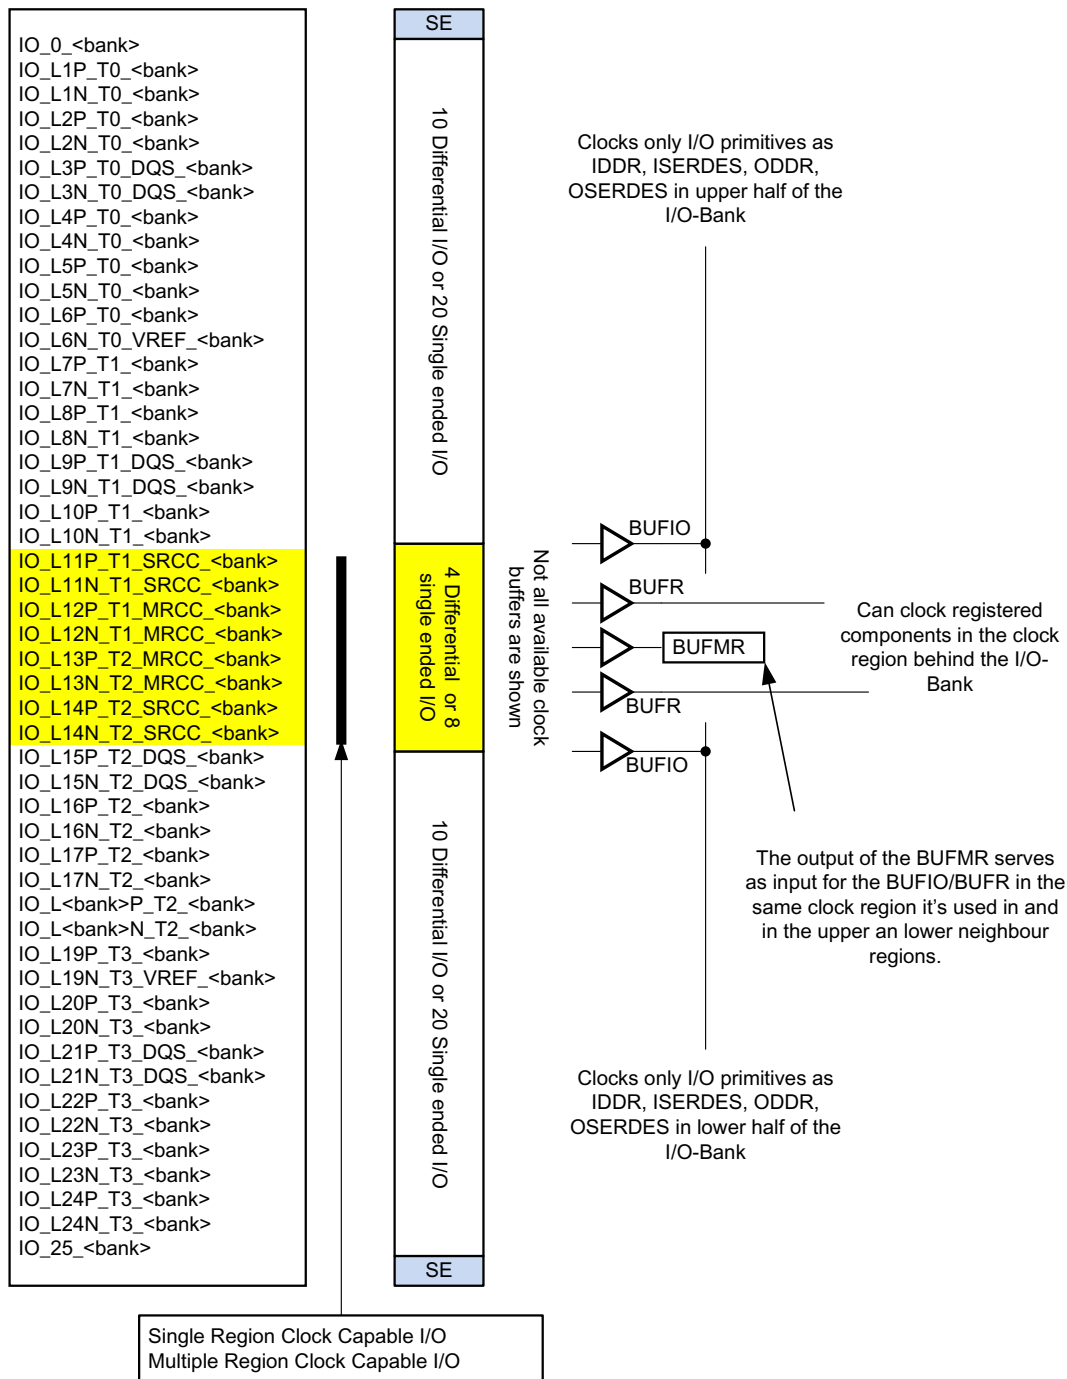 IO_0_<bank>
IO_L1P_T0_<bank>
IO_L1N_T0_<bank>
IO_L2P_T0_<bank>
IO_L2N_T0_<bank>
IO_L3P_T0_DQS_<bank>
IO_L3N_T0_DQS_<bank>
IO_L4P_T0_<bank>
IO_L4N_T0_<bank>
IO_L5P_T0_<bank>
IO_L5N_T0_<bank>
IO_L6P_T0_<bank>
IO_L6N_T0_VREF_<bank>
IO_L7P_T1_<bank>
IO_L7N_T1_<bank>
IO_L8P_T1_<bank>
IO_L8N_T1_<bank>
IO_L9P_T1_DQS_<bank>
IO_L9N_T1_DQS_<bank>
IO_L10P_T1_<bank>
IO_L10N_T1_<bank>
IO_L11P_T1_SRCC_<bank>
IO_L11N_T1_SRCC_<bank>
IO_L12P_T1_MRCC_<bank>
IO_L12N_T1_MRCC_<bank>
IO_L13P_T2_MRCC_<bank>
IO_L13N_T2_MRCC_<bank>
IO_L14P_T2_SRCC_<bank>
IO_L14N_T2_SRCC_<bank>
IO_L15P_T2_DQS_<bank>
IO_L15N_T2_DQS_<bank>
IO_L16P_T2_<bank>
IO_L16N_T2_<bank>
IO_L17P_T2_<bank>
IO_L17N_T2_<bank>
IO_L<bank>P_T2_<bank>
IO_L<bank>N_T2_<bank>
IO_L19P_T3_<bank>
IO_L19N_T3_VREF_<bank>
IO_L20P_T3_<bank>
IO_L20N_T3_<bank>
IO_L21P_T3_DQS_<bank>
IO_L21N_T3_DQS_<bank>
IO_L22P_T3_<bank>
IO_L22N_T3_<bank>
IO_L23P_T3_<bank>
IO_L23N_T3_<bank>
IO_L24P_T3_<bank>
IO_L24N_T3_<bank>
IO_25_<bank>
SE
10 Differential I/O or 20 Single ended I/O
4 Differential or 8
single ended I/O
10 Differential I/O or 20 Single ended I/O
SE
Not all available clock
buffers are shown
Clocks only I/O primitives as
IDDR, ISERDES, ODDR,
OSERDES in upper half of the
I/O-Bank
BUFIO
BUFR
BUFMR
BUFR
BUFIO
Can clock registered
components in the clock
region behind the I/O-
Bank
The output of the BUFMR serves
as input for the BUFIO/BUFR in the
same clock region it's used in and
in the upper an lower neighbour
regions.
Clocks only I/O primitives as
IDDR, ISERDES, ODDR,
OSERDES in lower half of the
I/O-Bank
Single Region Clock Capable I/O
Multiple Region Clock Capable I/O